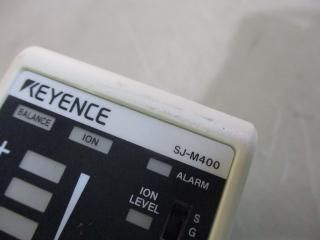 KEYENCE
BALANCE
ION
SJ-M400
ALARM
+
ION
LEVEL
S
G